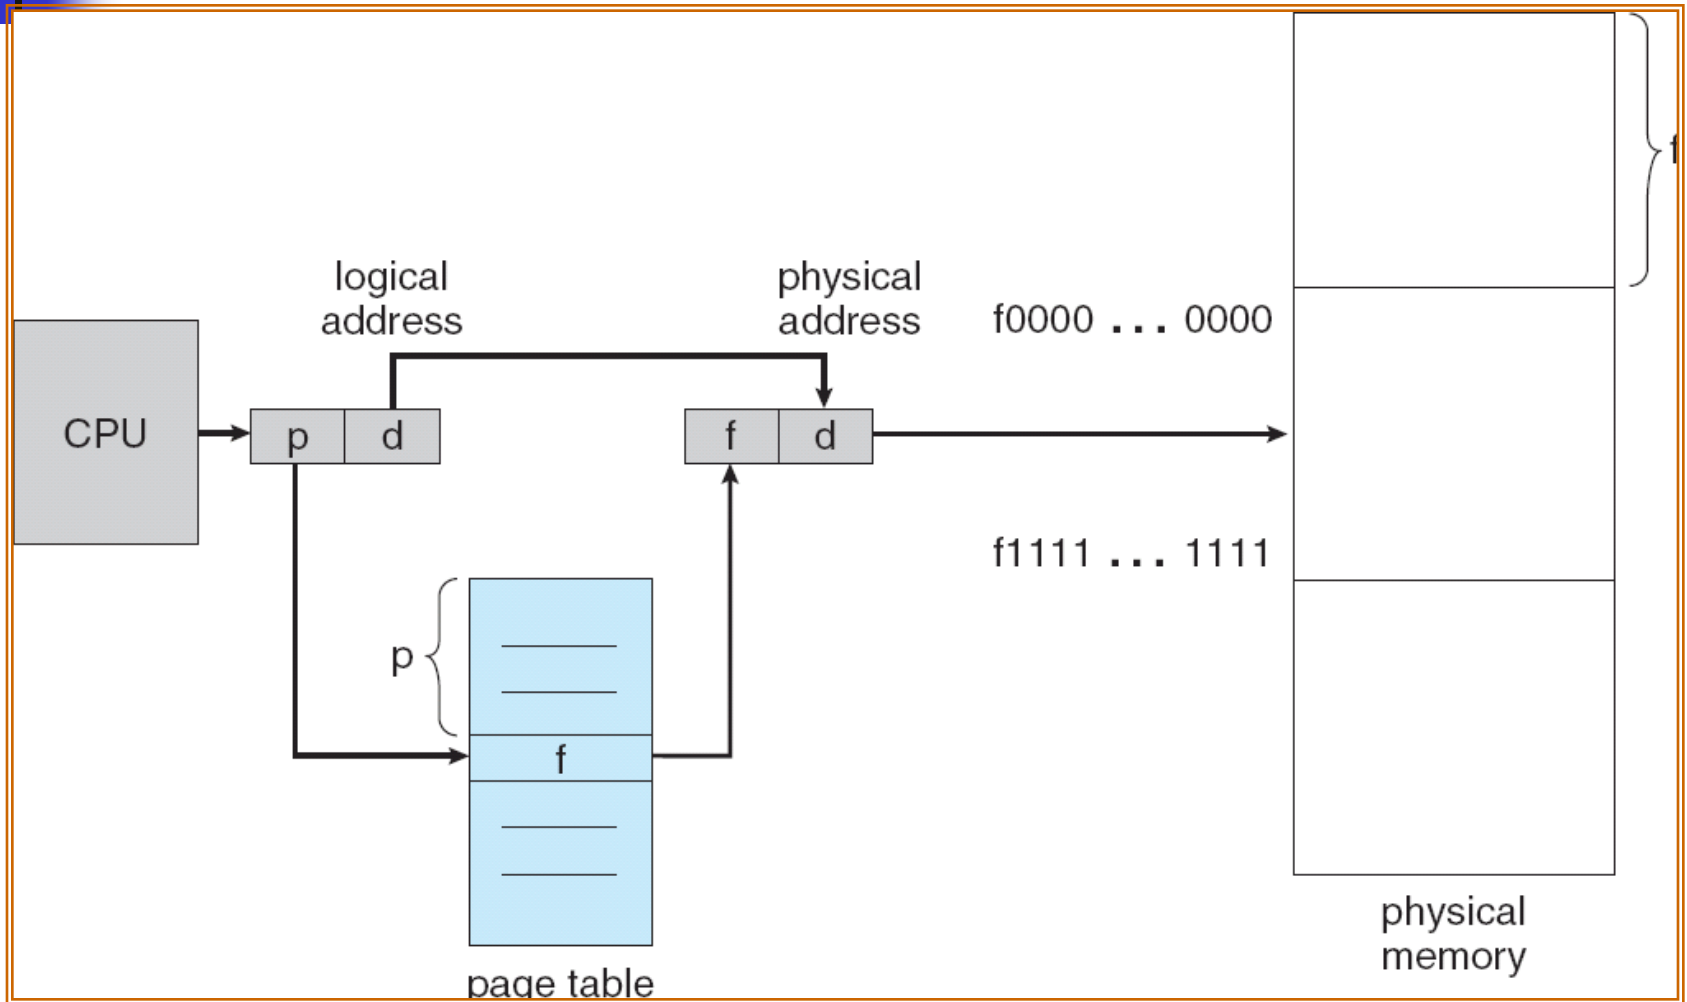 f
logical
address
physical
address
f0000 ... 0000
CPU
p
d
f
d
f1111 ... 1111
p
f
physical
memory
page table